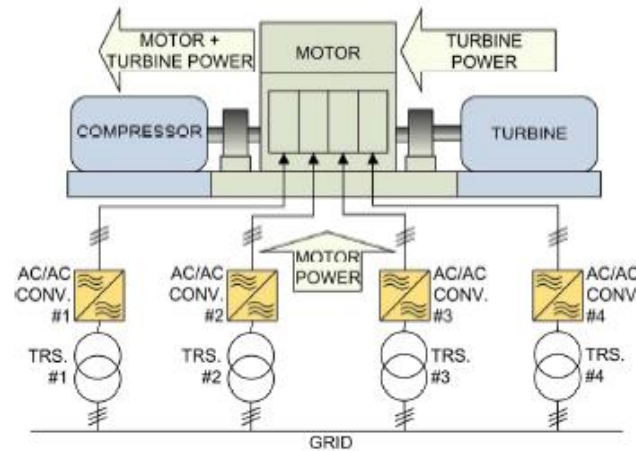 MOTOR +
TURBINE POWER
MOTOR
TURBINE
POWER
COMPRESSOR
TURBINE
MOTOR
POWER
AC/AC
CONV.
#1
AC/AC
CONV.
#2
AC/AC
CONV.
#3
AC/AC
CONV.
#4
TRS.
#1
TRS.
#2
TRS.
#3
TRS.
#4
GRID